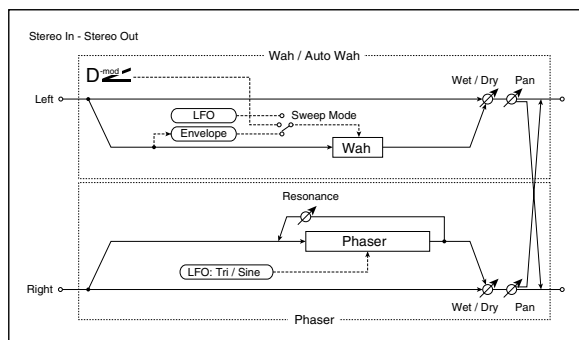 Stereo In - Stereo Out
Wah / Auto Wah
D-mod
Wet / Dry
Pan
Left
LFO
Sweep Mode
Envelope
Wah
Resonance
Phaser
LFO: Tri / Sine
Right
Wet / Dry
Pan
Phaser